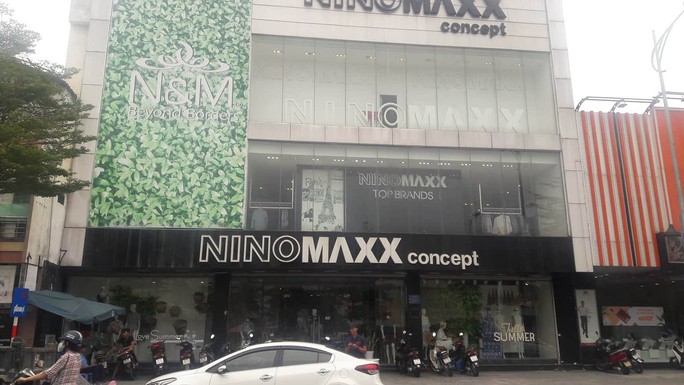 NINOMAXX
concept
N&M
Beyond Borders
NINOMAXX
NINOMAXX
TOP BRANDS
NINOMAXX concept
SUMMER